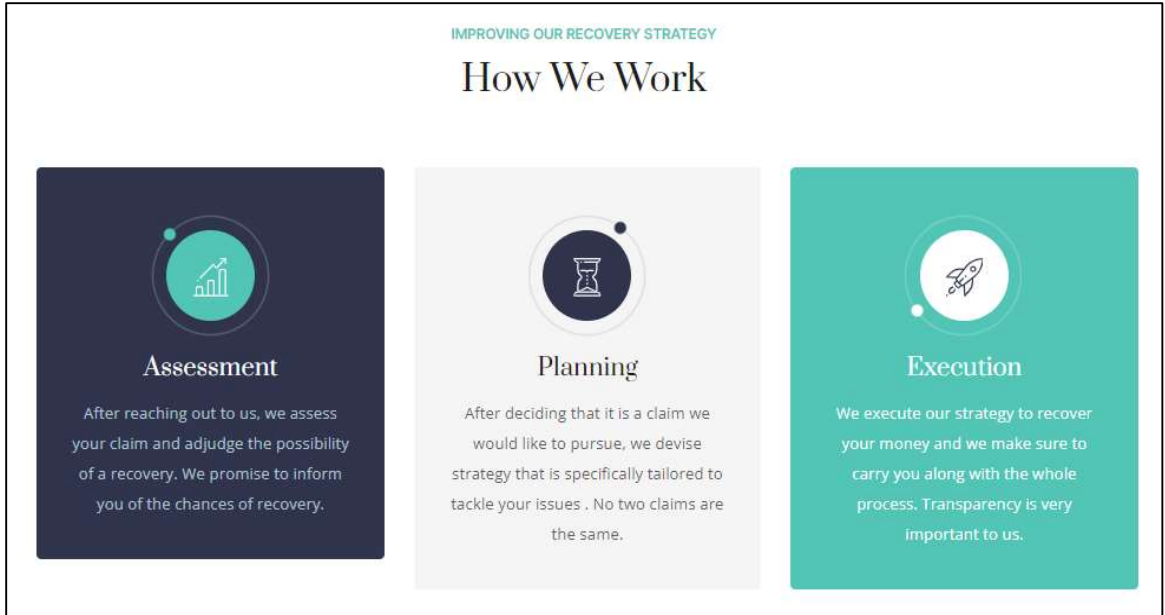 IMPROVING OUR RECOVERY STRATEGY
How We Work
Assessment
After reaching out to us, we assess
your claim and adjudge the possibility
of a recovery. We promise to inform
you of the chances of recovery.
Planning
After deciding that it is a claim we
would like to pursue, we devise
strategy that is specifically tailored to
tackle your issues . No two claims are
the same.
Execution
We execute our strategy to recover
your money and we make sure to
carry you along with the whole
process. Transparency is very
important to us.